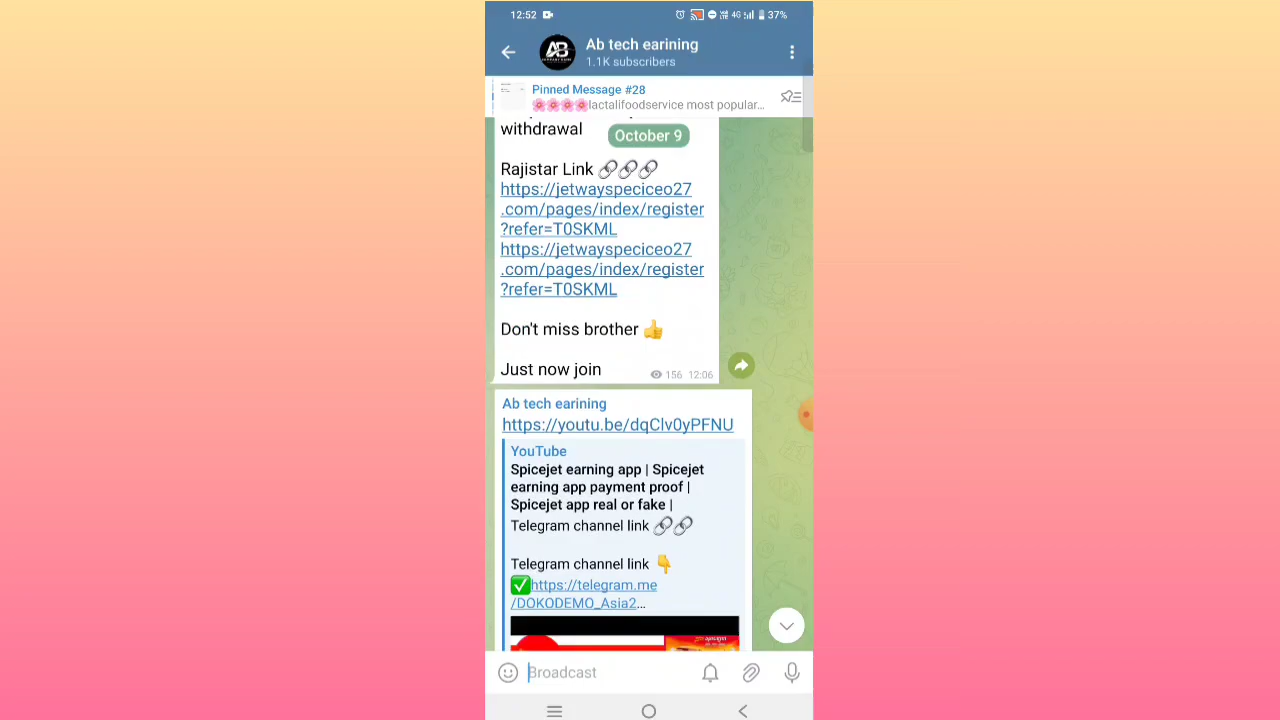 12:52
4G
37%
AB
Ab tech earining
1.1K subscribers
Pinned Message #28
🌸🌸🌸🌸lactalifoodservice most popular...
withdrawal
October 9
Rajistar Link 🔗🔗🔗
https://jetwayspeciceo27
.com/pages/index/register
?refer=T0SKML
https://jetwayspeciceo27
.com/pages/index/register
?refer=T0SKML
Don't miss brother 👍
Just now join
156 12:06
Ab tech earining
https://youtu.be/dqClv0yPFNU
YouTube
Spicejet earning app | Spicejet
earning app payment proof |
Spicejet app real or fake |
Telegram channel link 🔗🔗
Telegram channel link 👇
✅https://telegram.me
/DOKODEMO_Asia2...
Broadcast